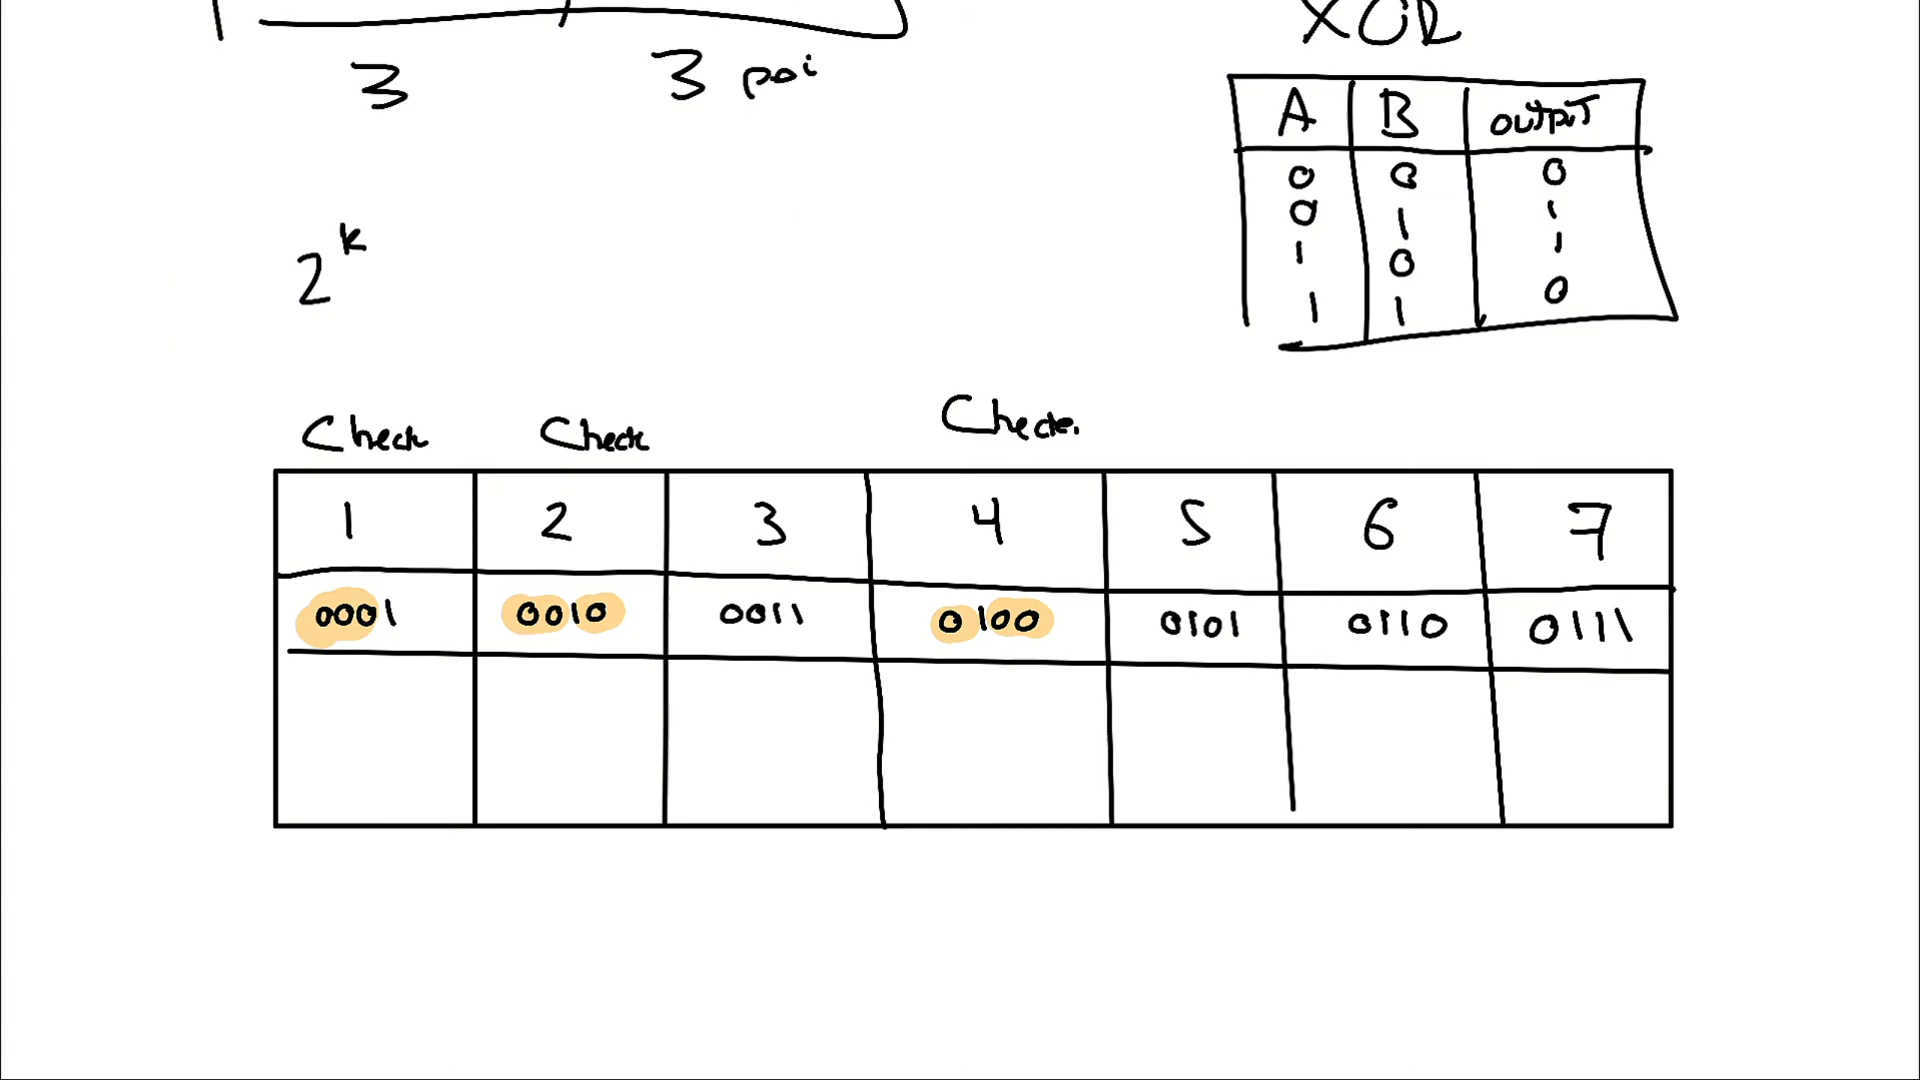 XOR
3 3 poi
A B output
0 0 0
0 1 1
1 0 1
1 1 0
2^k
Check Check Check.
1 2 3 4 5 6 7
0001 0010 0011 0100 0101 0110 0111